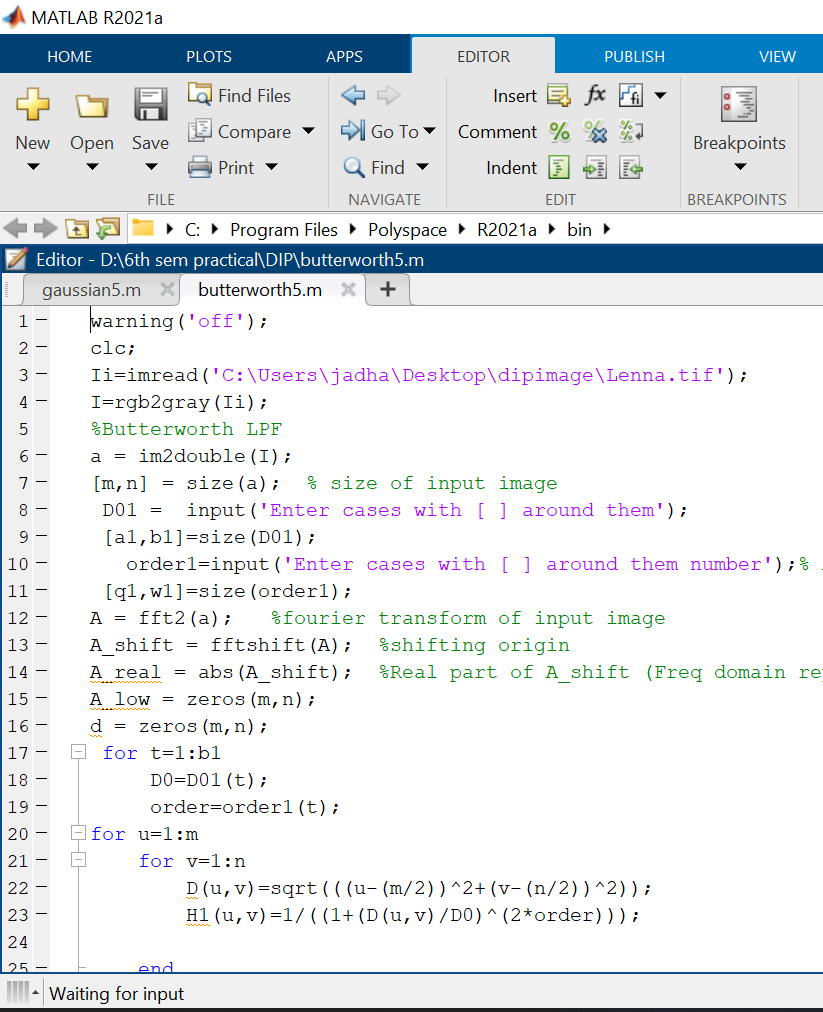 MATLAB R2021a
HOME PLOTS APPS EDITOR PUBLISH VIEW
New Open Save Find Files Compare Print
Go To Find
Insert fx Comment Indent
Breakpoints
FILE NAVIGATE EDIT BREAKPOINTS
C: Program Files Polyspace R2021a bin
Editor - D:\6th sem practical\DIP\butterworth5.m
gaussian5.m butterworth5.m +
1 warning('off');
2 clc;
3 Ii=imread('C:\Users\jadha\Desktop\dipimage\Lenna.tif');
4 I=rgb2gray(Ii);
5 %Butterworth LPF
6 a = im2double(I);
7 [m,n] = size(a);  % size of input image
8 D01 =  input('Enter cases with [ ] around them');
9 [a1,b1]=size(D01);
10 order1=input('Enter cases with [ ] around them number');%
11 [q1,w1]=size(order1);
12 A = fft2(a);   %fourier transform of input image
13 A_shift = fftshift(A);  %shifting origin
14 A_real = abs(A_shift);  %Real part of A_shift (Freq domain
15 A_low = zeros(m,n);
16 d = zeros(m,n);
17 for t=1:b1
18 D0=D01(t);
19 order=order1(t);
20 for u=1:m
21 for v=1:n
22 D(u,v)=sqrt(((u-(m/2))^2+(v-(n/2))^2));
23 H1(u,v)=1/((1+(D(u,v)/D0)^(2*order)));
24
25 end
Waiting for input